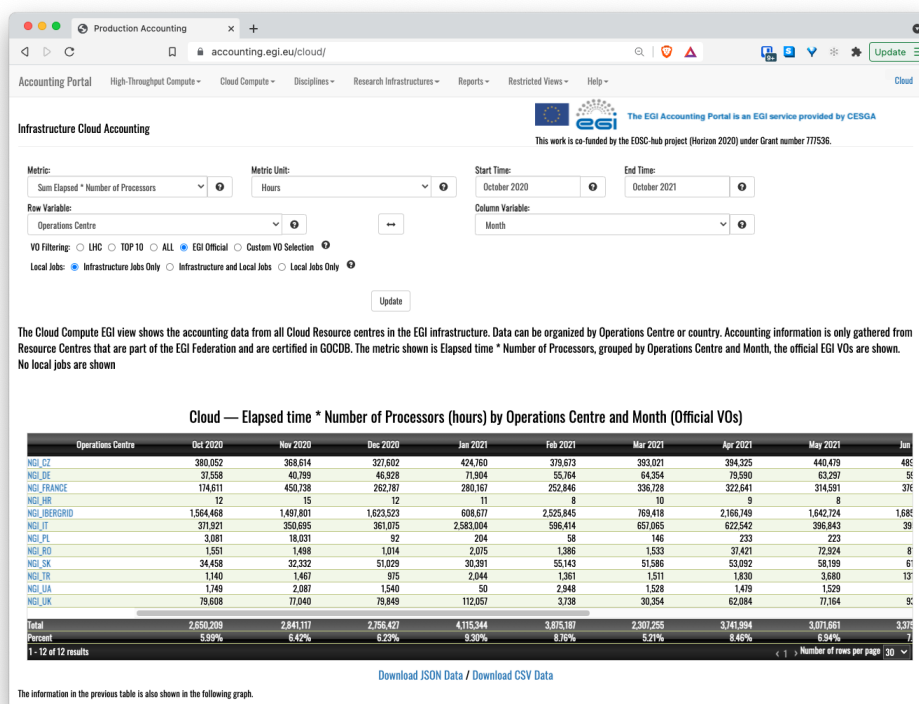 Production Accounting
accounting.egi.eu/cloud/
Update
Accounting Portal High-Throughput Compute Cloud Compute Disciplines Research Infrastructures Reports Restricted Views Help Cloud
egi The EGI Accounting Portal is an EGI service provided by CESGA
Infrastructure Cloud Accounting
This work is co-funded by the EOSC-hub project (Horizon 2020) under Grant number 777536.
Metric: Metric Unit: Start Time: End Time:
Sum Elapsed * Number of Processors Hours October 2020 October 2021
Row Variable: Column Variable:
Operations Centre Month
VO Filtering: LHC TOP 10 ALL EGI Official Custom VO Selection
Local Jobs: Infrastructure Jobs Only Infrastructure and Local Jobs Local Jobs Only
Update
The Cloud Compute EGI view shows the accounting data from all Cloud Resource centres in the EGI infrastructure. Data can be organized by Operations Centre or country. Accounting information is only gathered from
Resource Centres that are part of the EGI Federation and are certified in GOCDB. The metric shown is Elapsed time * Number of Processors, grouped by Operations Centre and Month, the official EGI VOs are shown.
No local jobs are shown
Cloud — Elapsed time * Number of Processors (hours) by Operations Centre and Month (Official VOs)
Operations Centre Oct 2020 Nov 2020 Dec 2020 Jan 2021 Feb 2021 Mar 2021 Apr 2021 May 2021 Jun
NGI_CZ 380,052 368,614 327,602 424,760 379,673 393,021 394,325 440,479
NGI_DE 37,558 40,799 46,928 71,904 55,764 64,354 79,590 63,297
NGI_FRANCE 174,611 450,738 262,787 280,167 252,846 336,728 322,641 314,591
NGI_HR 12 15 12 11 8 10 9 8
NGI_IBERGRID 1,564,468 1,497,801 1,623,523 608,677 2,525,845 769,418 2,166,749 1,642,724
NGI_IT 371,921 350,695 361,075 2,583,004 596,414 657,065 622,542 396,843
NGI_PL 3,081 18,031 92 204 58 146 233 223
NGI_RO 1,551 1,498 1,014 2,075 1,386 1,533 37,421 72,924
NGI_SK 34,458 32,332 51,029 30,391 55,143 51,586 53,092 58,199
NGI_TR 1,140 1,467 975 2,044 1,361 1,511 1,830 3,680
NGI_UA 1,749 2,087 1,540 50 2,948 1,528 1,479 1,529
NGI_UK 79,608 77,040 79,849 112,057 3,738 30,354 62,084 77,164
Total 2,650,209 2,841,117 2,756,427 4,115,344 3,875,187 2,307,255 3,741,994 3,071,661
Percent 5.99% 6.42% 6.23% 9.30% 8.76% 5.21% 8.46% 6.94%
1 - 12 of 12 results 1 Number of rows per page 30
Download JSON Data / Download CSV Data
The information in the previous table is also shown in the following graph.